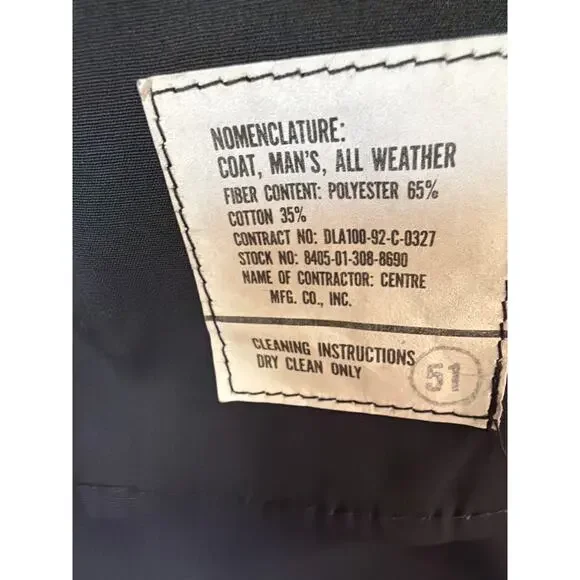 NOMENCLATURE:
COAT, MAN'S, ALL WEATHER
FIBER CONTENT: POLYESTER 65%
COTTON 35%
CONTRACT NO: DLA100-92-C-0327
STOCK NO: 8405-01-308-8690
NAME OF CONTRACTOR: CENTRE
MFG. CO., INC.
CLEANING INSTRUCTIONS
DRY CLEAN ONLY
51